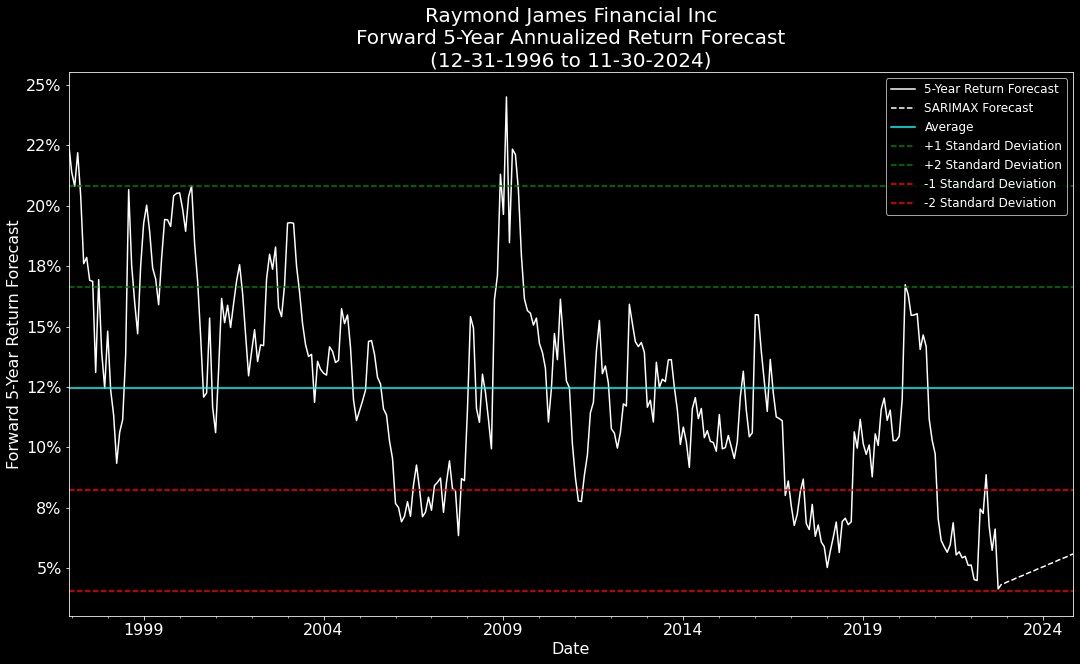 Raymond James Financial Inc
Forward 5-Year Annualized Return Forecast
(12-31-1996 to 11-30-2024)
25%
22%
20%
18%
15%
12%
10%
8%
5%
Forward 5-Year Return Forecast
5-Year Return Forecast
SARIMAX Forecast
Average
+1 Standard Deviation
+2 Standard Deviation
-1 Standard Deviation
-2 Standard Deviation
1999 2004 2009 2014 2019 2024
Date